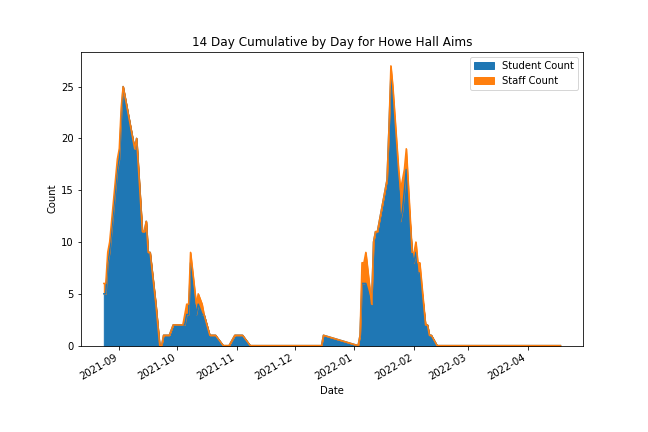 14 Day Cumulative by Day for Howe Hall Aims
Student Count
Staff Count
25
20
15
10
5
0
Count
2021-09
2021-10
2021-11
2021-12
2022-01
2022-02
2022-03
2022-04
Date